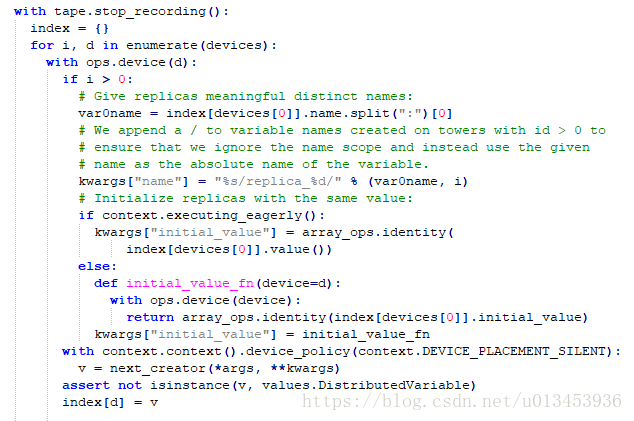 with tape.stop_recording():
  index = {}
  for i, d in enumerate(devices):
    with ops.device(d):
      if i > 0:
        # Give replicas meaningful distinct names:
        var0name = index[devices[0]].name.split(":")[0]
        # We append a / to variable names created on towers with id > 0 to
        # ensure that we ignore the name scope and instead use the given
        # name as the absolute name of the variable.
        kwargs["name"] = "%s/replica_%d/" % (var0name, i)
        # Initialize replicas with the same value:
        if context.executing_eagerly():
          kwargs["initial_value"] = array_ops.identity(
              index[devices[0]].value())
        else:
          def initial_value_fn(device=d):
            with ops.device(device):
              return array_ops.identity(index[devices[0]].initial_value)
          kwargs["initial_value"] = initial_value_fn
      with context.context().device_policy(context.DEVICE_PLACEMENT_SILENT):
        v = next_creator(*args, **kwargs)
      assert not isinstance(v, values.DistributedVariable)
      index[d] = v
https://blog.csdn.net/u013453936